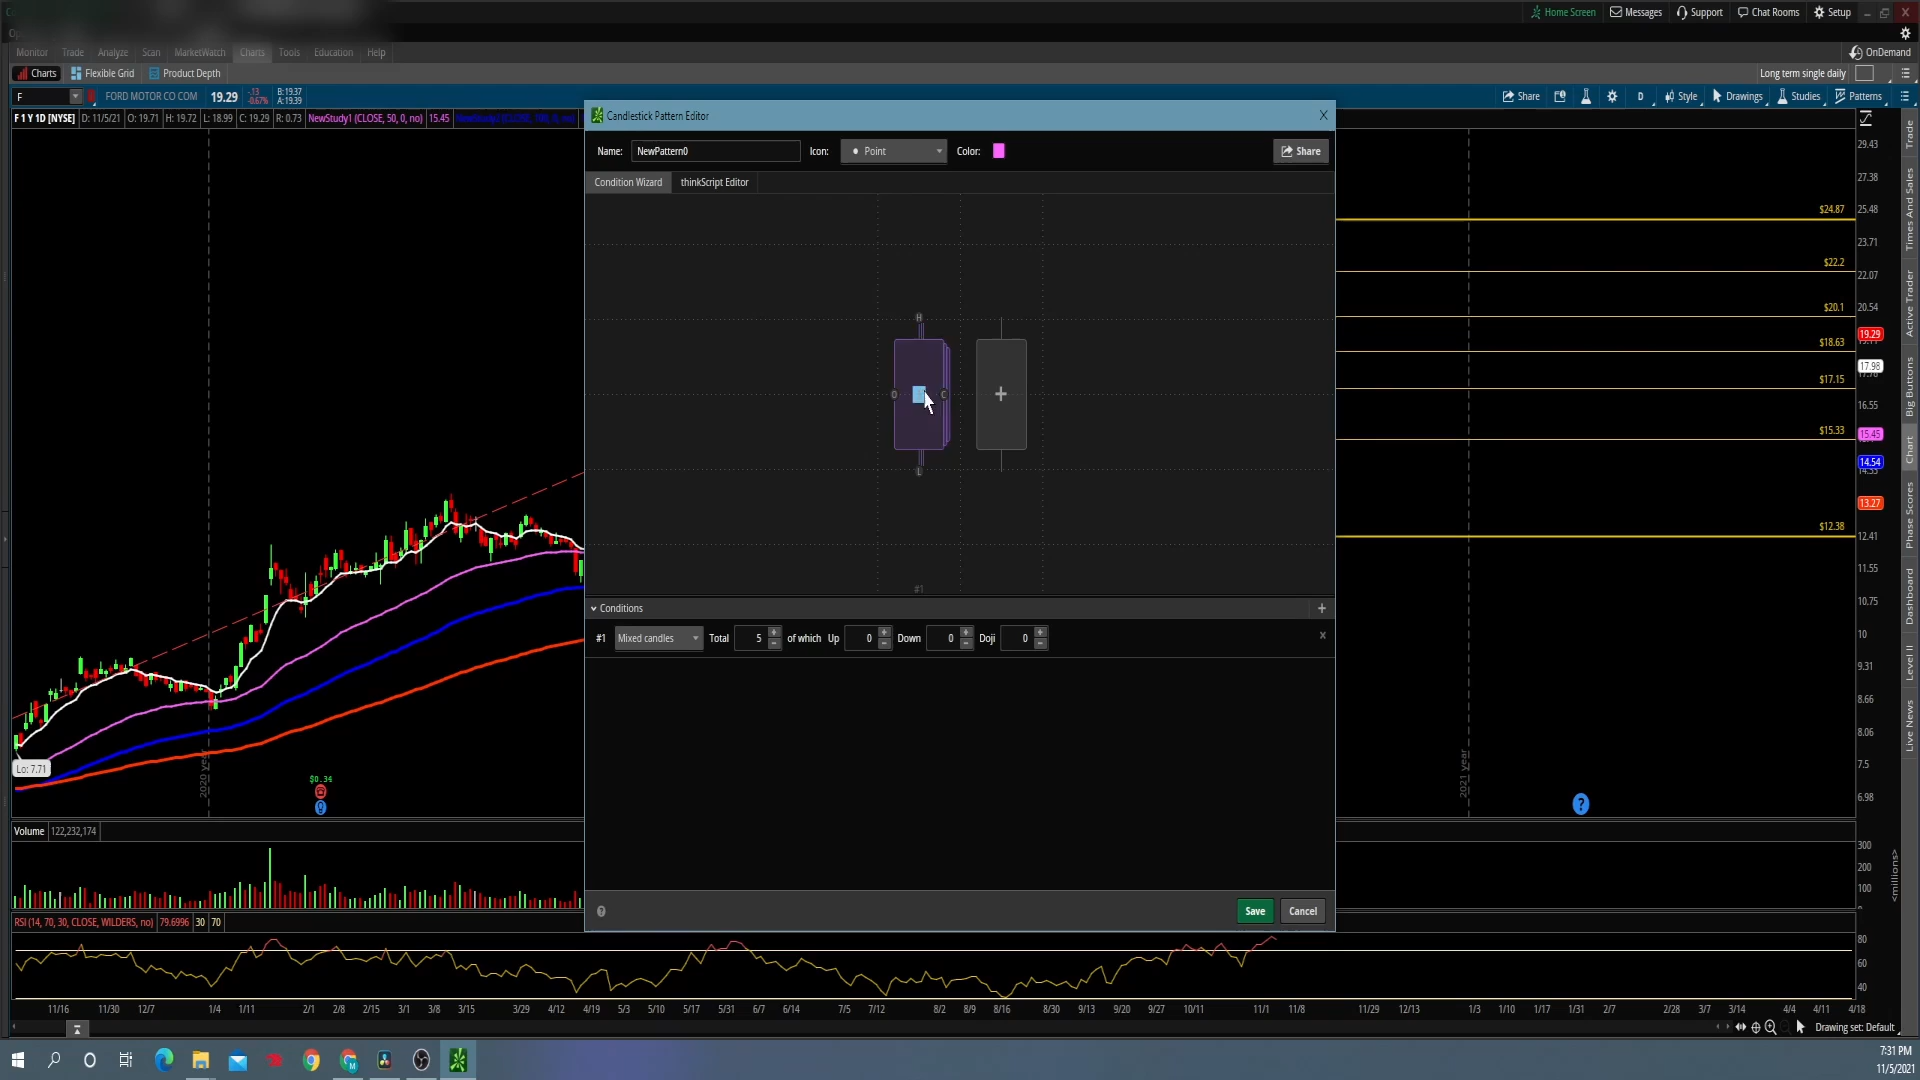 Home Screen Messages Support Chat Rooms Setup
Monitor Trade Analyze Scan MarketWatch Charts Tools Education Help OnDemand
Charts Flexible Grid Product Depth Long term single daily
F FORD MOTOR CO COM 19.29 -.13 -0.67% B: 19.37 A: 19.39 Share D Style Drawings Studies Patterns
F 1 Y 1D [NYSE] D: 11/5/21 O: 19.71 H: 19.72 L: 18.99 C: 19.29 R: 0.73 NewStudy1 (CLOSE, 50, 0, no) 15.45
Candlestick Pattern Editor X
Name: NewPattern0 Icon: Point Color: Share
Condition Wizard thinkScript Editor
H
O C
+
L
#1
Conditions +
#1 Mixed candles Total 5 of which Up 0 Down 0 Doji 0 x
Save Cancel
$24.87
$22.2
$20.1
$18.63
$17.15
$15.33
$12.38
29.43
27.38
25.48
23.71
22.07
20.54
19.29
17.98
16.55
15.45
14.54
13.27
12.41
11.55
10.75
10
9.31
8.66
8.06
7.5
6.98
Trade
Times And Sales
Active Trader
Big Buttons
Chart
Phase Scores
Dashboard
Level II
Live News
Lo: 7.71
2020 year
2021 year
$0.34
?
Volume 122,232,174
300
200
100
<millions>
RSI (14, 70, 30, CLOSE, WILDERS, no) 79.6996 30 70
80
60
40
11/16 11/30 12/7 1/4 1/11 2/1 2/8 2/15 3/1 3/8 3/15 3/29 4/12 4/19 5/3 5/10 5/17 5/31 6/7 6/14 7/5 7/12 8/2 8/9 8/16 8/30 9/13 9/20 9/27 10/11 11/1 11/8 11/29 12/13 1/3 1/10 1/17 1/31 2/7 2/28 3/7 3/14 4/4 4/11 4/18
Drawing set: Default
7:31 PM
11/5/2021